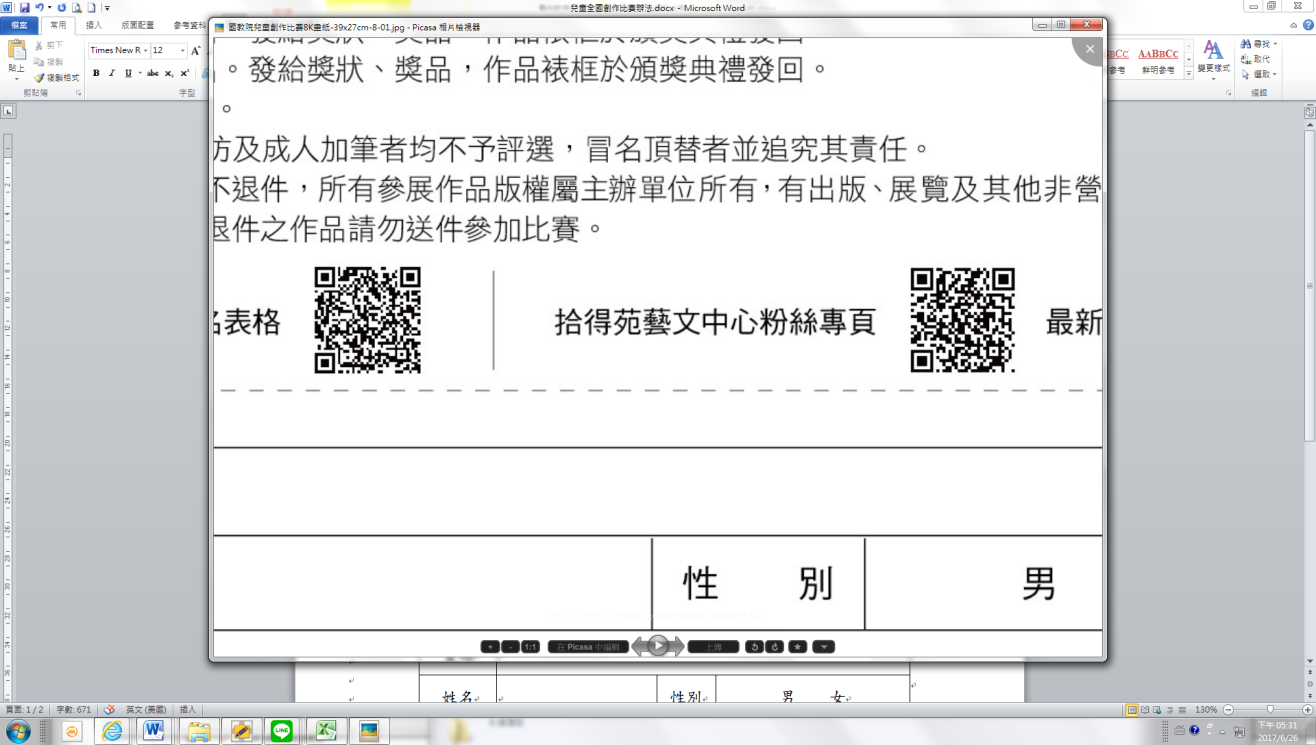 兒童全國創作比賽辦法.docx - Microsoft Word
檔案 常用 插入 版面配置 參考資料
貼上 剪下 複製 複製格式
剪貼簿
Times New R 12
B I U abc x₂ x²
字型
AaBbCc
鮮明參考
變更樣式
尋找
取代
選取
編輯
國教院兒童創作比賽8K畫紙-39x27cm-8-01.jpg - Picasa 相片檢視器
。發給獎狀、獎品，作品裱框於頒獎典禮發回。
。
仿及成人加筆者均不予評選，冒名頂替者並追究其責任。
不退件，所有參展作品版權屬主辦單位所有，有出版、展覽及其他非營
退件之作品請勿送件參加比賽。
名表格
拾得苑藝文中心粉絲專頁
最新
性 別
男
+ - 1:1 在 Picasa 中編輯 上傳
姓名 性別 男 女
頁面: 1 / 2 字數: 671 英文 (美國) 插入 130%
下午 05:31
2017/6/26